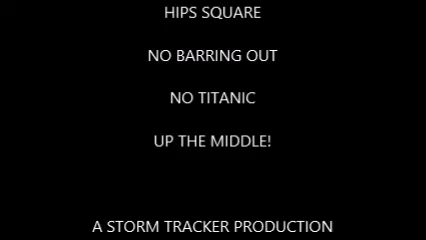 HIPS SQUARE
NO BARRING OUT
NO TITANIC
UP THE MIDDLE!
A STORM TRACKER PRODUCTION